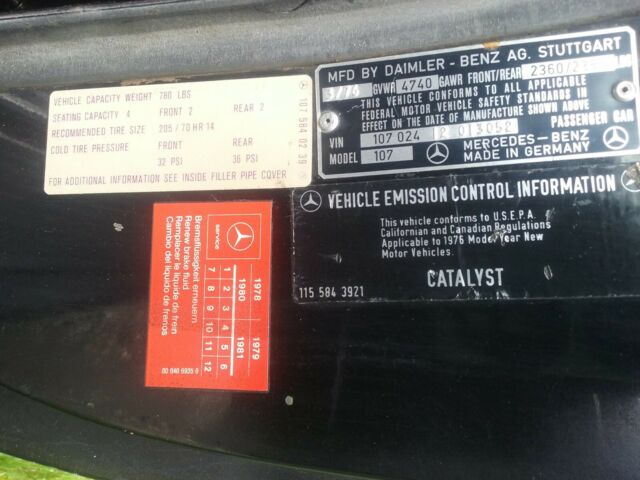 VEHICLE CAPACITY WEIGHT 780 LBS.
SEATING CAPACITY 4 FRONT 2 REAR 2
RECOMMENDED TIRE SIZE 205/70 HR 14
COLD TIRE PRESSURE FRONT REAR
32 PSI 36 PSI
FOR ADDITIONAL INFORMATION SEE INSIDE FILLER PIPE COVER
107 584 02 39
MFD BY DAIMLER-BENZ AG. STUTTGART
GVWR 4740 GAWR FRONT/REAR 2360/
THIS VEHICLE CONFORMS TO ALL
FEDERAL MOTOR VEHICLE SAFETY STANDARDS IN
EFFECT ON THE DATE OF MANUFACTURE SHOWN ABOVE
PASSENGER CAR
VIN 107 024 12 013052
MODEL 107
MERCEDES-BENZ
MADE IN GERMANY
VEHICLE EMISSION CONTROL INFORMATION
This vehicle conforms to U.S.E.P.A.
Californian and Canadian Regulations
Applicable to 1976 Model Year New
Motor Vehicles.
CATALYST
115 584 3921
Bremsflüssigkeit erneuern
Renew brake fluid
Remplacer le liquide de frein
Cambio del liquido de frenos
service
1978 1979
1980 1981
1 2 3 4 5 6
7 8 9 10 11 12